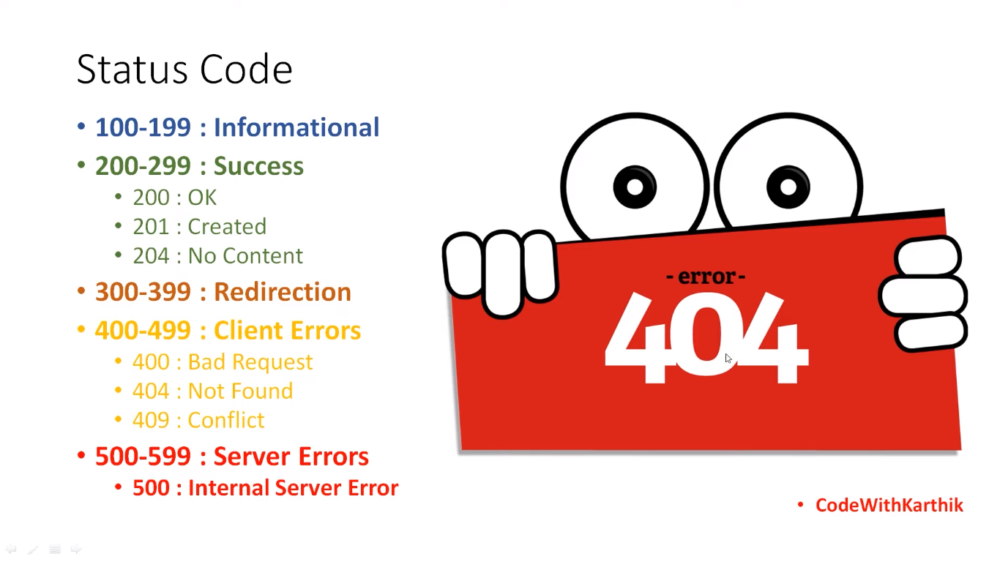 Status Code
• 100-199 : Informational
• 200-299 : Success
• 200 : OK
• 201 : Created
• 204 : No Content
• 300-399 : Redirection
• 400-499 : Client Errors
• 400 : Bad Request
• 404 : Not Found
• 409 : Conflict
• 500-599 : Server Errors
• 500 : Internal Server Error
- error -
404
• CodeWithKarthik